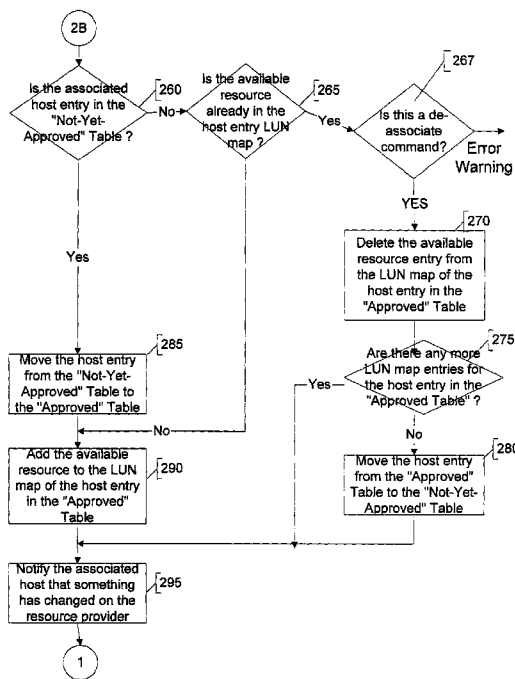 2B
Is the associated
host entry in the
"Not-Yet-
Approved" Table
?
260
No
Is the available
resource
already in the
host entry LUN
map ?
265
Yes
267
Is this a de-
associate
command?
Error
Warning
YES
270
Delete the available
resource entry from
the LUN map of the
host entry in the
"Approved" Table
Yes
275
Are there any more
LUN map entries for
the host entry in the
"Approved Table" ?
Yes
No
285
Move the host entry
from the "Not-Yet-
Approved" Table to
the "Approved" Table
No
280
Move the host entry
from the "Approved"
Table to the "Not-Yet-
Approved" Table
290
Add the available
resource to the LUN
map of the host entry
in the "Approved"
Table
295
Notify the associated
host that something
has changed on the
resource provider
1